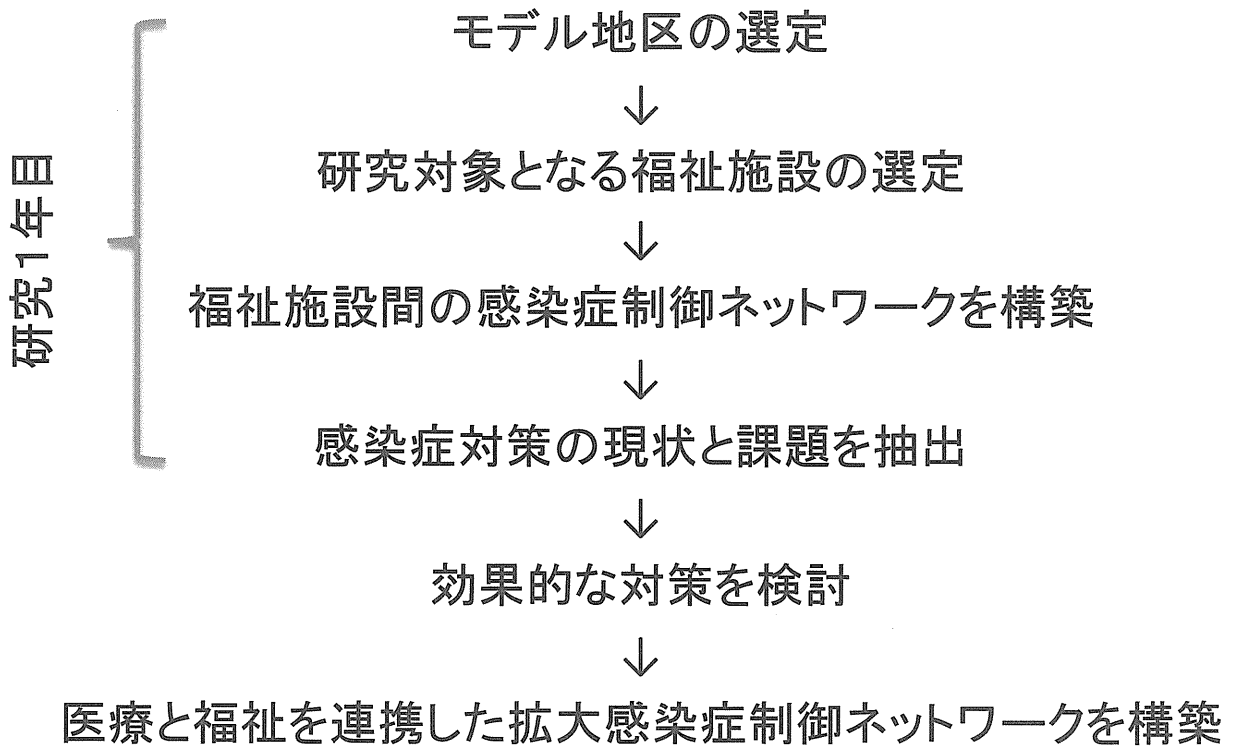 研究1年目
モデル地区の選定
↓
研究対象となる福祉施設の選定
↓
福祉施設間の感染症制御ネットワークを構築
↓
感染症対策の現状と課題を抽出
↓
効果的な対策を検討
↓
医療と福祉を連携した拡大感染症制御ネットワークを構築